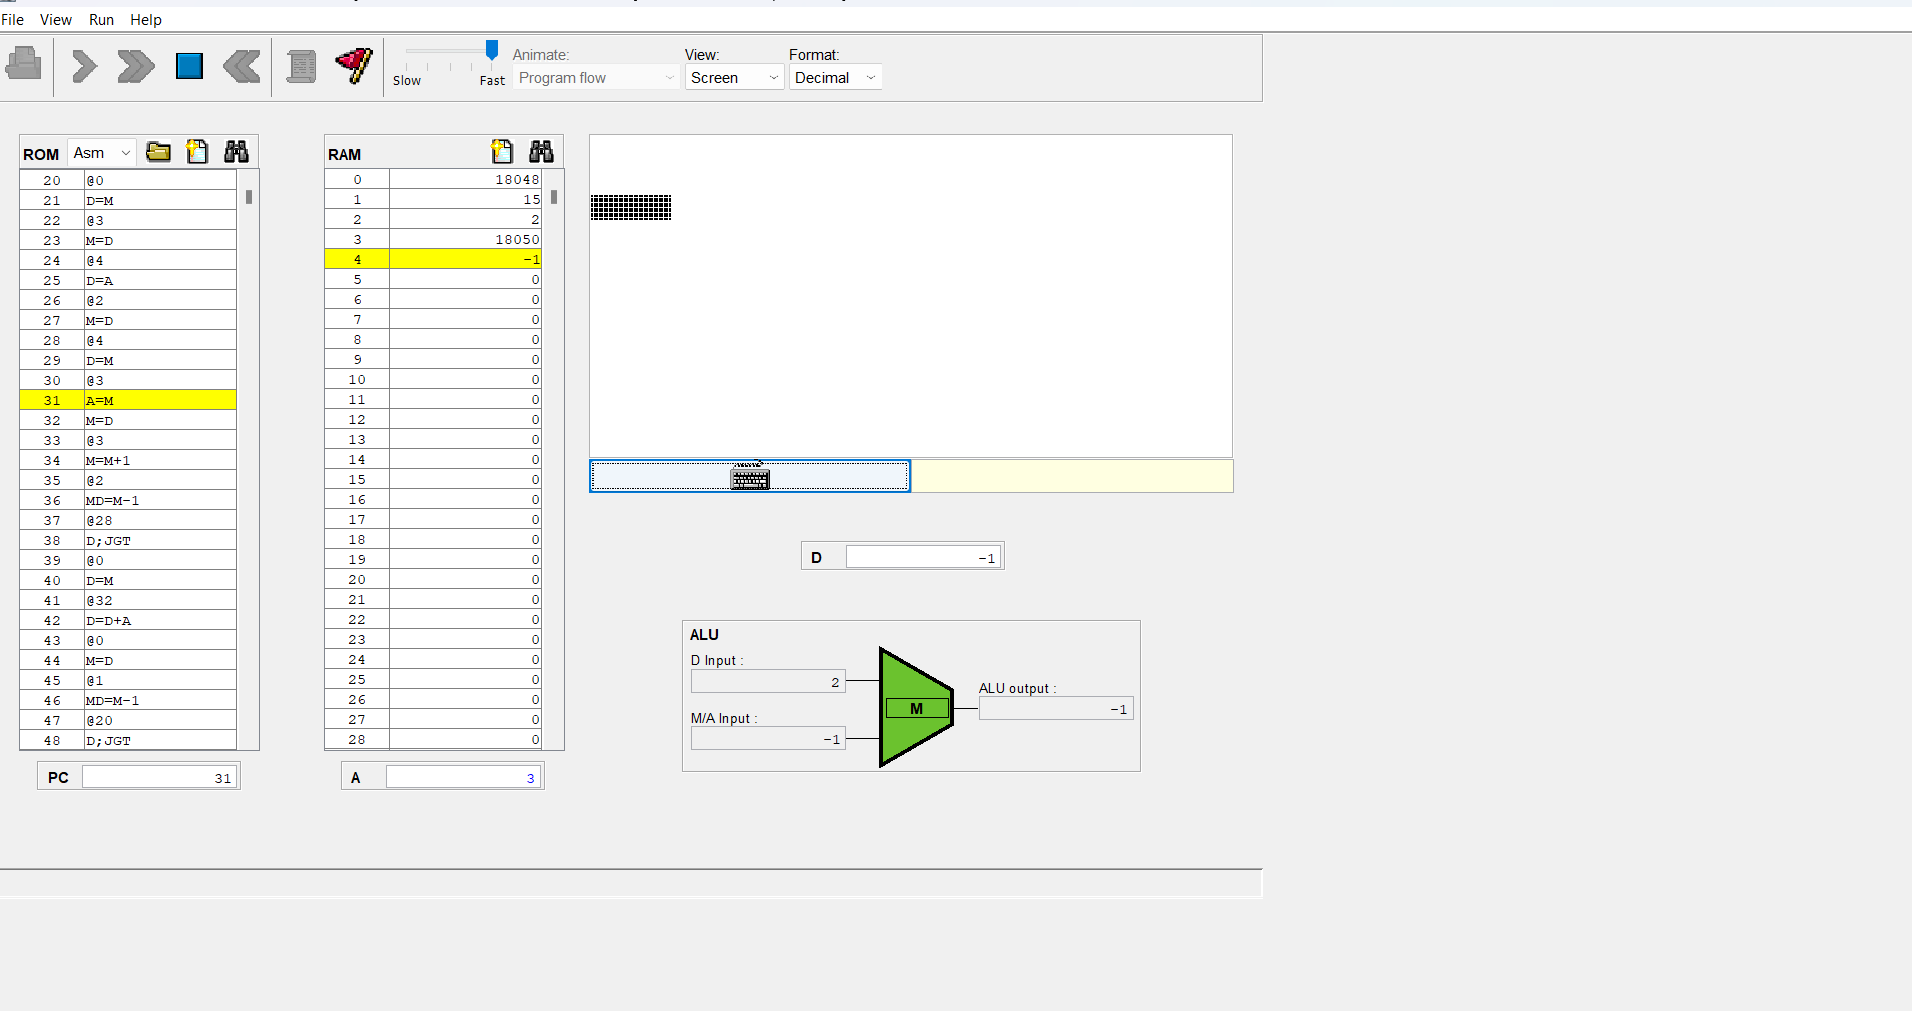 File View Run Help
Slow Fast
Animate:
Program flow
View:
Screen
Format:
Decimal
ROM Asm
20 @0
21 D=M
22 @3
23 M=D
24 @4
25 D=A
26 @2
27 M=D
28 @4
29 D=M
30 @3
31 A=M
32 M=D
33 @3
34 M=M+1
35 @2
36 MD=M-1
37 @28
38 D;JGT
39 @0
40 D=M
41 @32
42 D=D+A
43 @0
44 M=D
45 @1
46 MD=M-1
47 @20
48 D;JGT
PC 31
RAM
0 18048
1 15
2 2
3 18050
4 -1
5 0
6 0
7 0
8 0
9 0
10 0
11 0
12 0
13 0
14 0
15 0
16 0
17 0
18 0
19 0
20 0
21 0
22 0
23 0
24 0
25 0
26 0
27 0
28 0
A 3
D -1
ALU
D Input :
2
M/A Input :
-1
M
ALU output :
-1